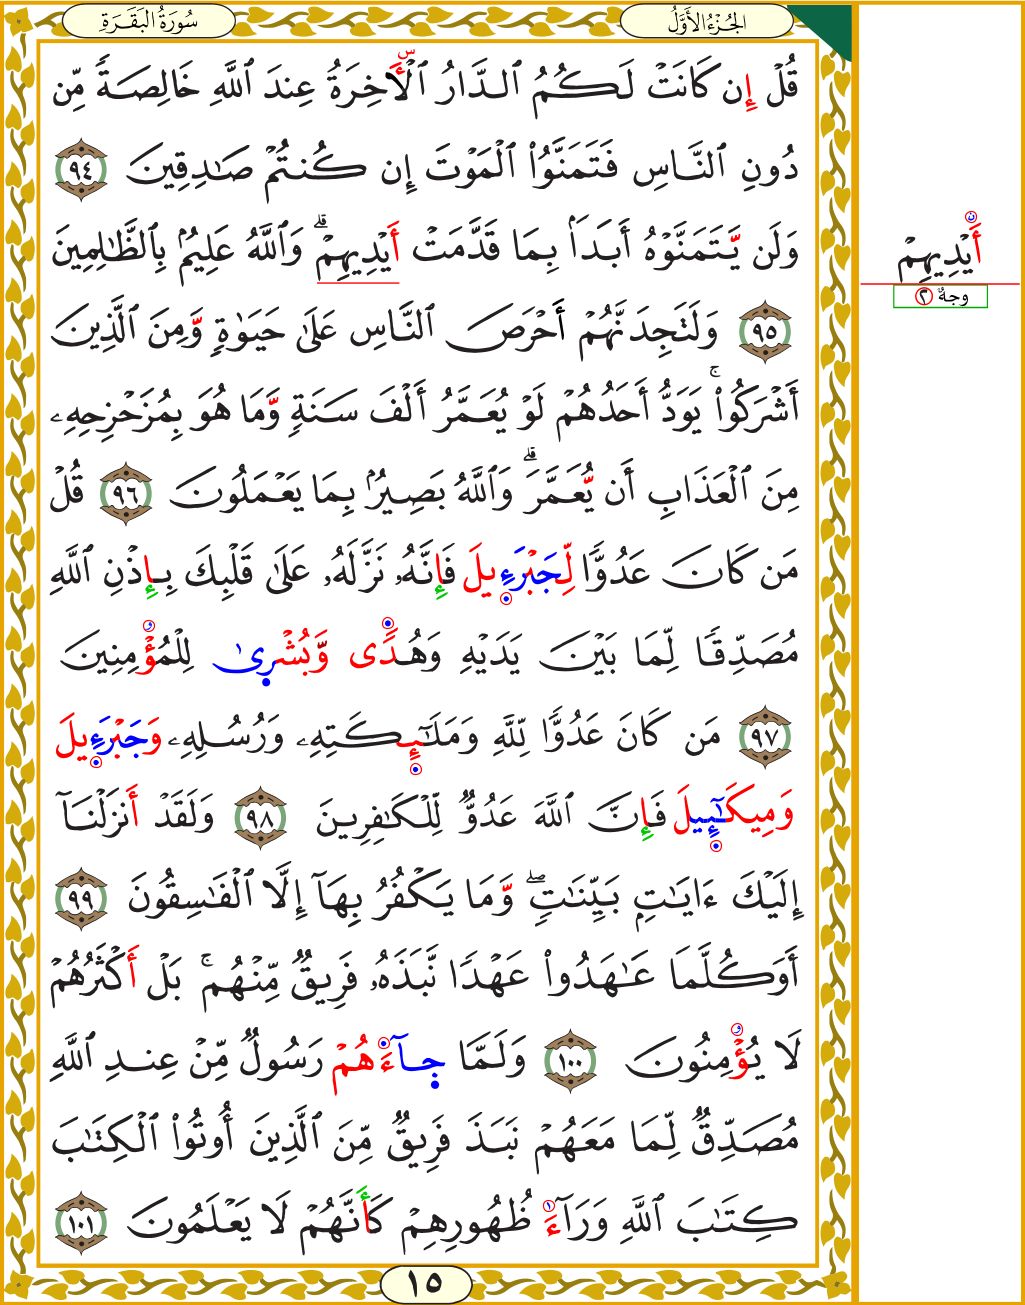 الجُزْءُ الأَوَّلُ
سُورَةُ البَقَرَةِ
قُلْ إِن كَانَتْ لَكُمُ ٱلدَّارُ ٱلْأَخِرَةُ عِندَ ٱللَّهِ خَالِصَةً مِّن
دُونِ ٱلنَّاسِ فَتَمَنَّوُا۟ ٱلْمَوْتَ إِن كُنتُمْ صَـٰدِقِينَ ٩٤
وَلَن يَّتَمَنَّوْهُ أَبَدَۢا بِمَا قَدَّمَتْ أَيْدِيهِمْ ۗ وَٱللَّهُ عَلِيمُۢ بِٱلظَّـٰلِمِينَ
أَيْدِيهِمْ
وجهٌ ٢
٩٥ وَلَتَجِدَنَّهُمْ أَحْرَصَ ٱلنَّاسِ عَلَىٰ حَيَوٰةٍ وَّمِنَ ٱلَّذِينَ
أَشْرَكُوا۟ ۚ يَوَدُّ أَحَدُهُمْ لَوْ يُعَمَّرُ أَلْفَ سَنَةٍ وَّمَا هُوَ بِمُزَحْزِحِهِۦ
مِنَ ٱلْعَذَابِ أَن يُّعَمَّرَ ۗ وَٱللَّهُ بَصِيرُۢ بِمَا يَعْمَلُونَ ٩٦ قُلْ
مَن كَانَ عَدُوًّا لِّجَبْرَءِيلَ فَإِنَّهُۥ نَزَّلَهُۥ عَلَىٰ قَلْبِكَ بِإِذْنِ ٱللَّهِ
مُصَدِّقًا لِّمَا بَيْنَ يَدَيْهِ وَهُدًى وَّبُشْرِىٰ لِلْمُؤْمِنِينَ
٩٧ مَن كَانَ عَدُوًّا لِّلَّهِ وَمَلَـٰٓئِكَتِهِۦ وَرُسُلِهِۦ وَجَبْرَءِيلَ
وَمِيكَـٰٓئِيلَ فَإِنَّ ٱللَّهَ عَدُوٌّ لِّلْكَـٰفِرِينَ ٩٨ وَلَقَدْ أَنزَلْنَآ
إِلَيْكَ ءَايَـٰتِۭ بَيِّنَـٰتٍ ۖ وَّمَا يَكْفُرُ بِهَآ إِلَّا ٱلْفَـٰسِقُونَ ٩٩
أَوَكُلَّمَا عَـٰهَدُوا۟ عَهْدًا نَّبَذَهُۥ فَرِيقٌ مِّنْهُم ۚ بَلْ أَكْثَرُهُمْ
لَا يُؤْمِنُونَ ١٠٠ وَلَمَّا جِآءَهُمْ رَسُولٌ مِّنْ عِندِ ٱللَّهِ
مُصَدِّقٌ لِّمَا مَعَهُمْ نَبَذَ فَرِيقٌ مِّنَ ٱلَّذِينَ أُوتُوا۟ ٱلْكِتَـٰبَ
كِتَـٰبَ ٱللَّهِ وَرَآءَ ظُهُورِهِمْ كَأَنَّهُمْ لَا يَعْلَمُونَ ١٠١
١٥